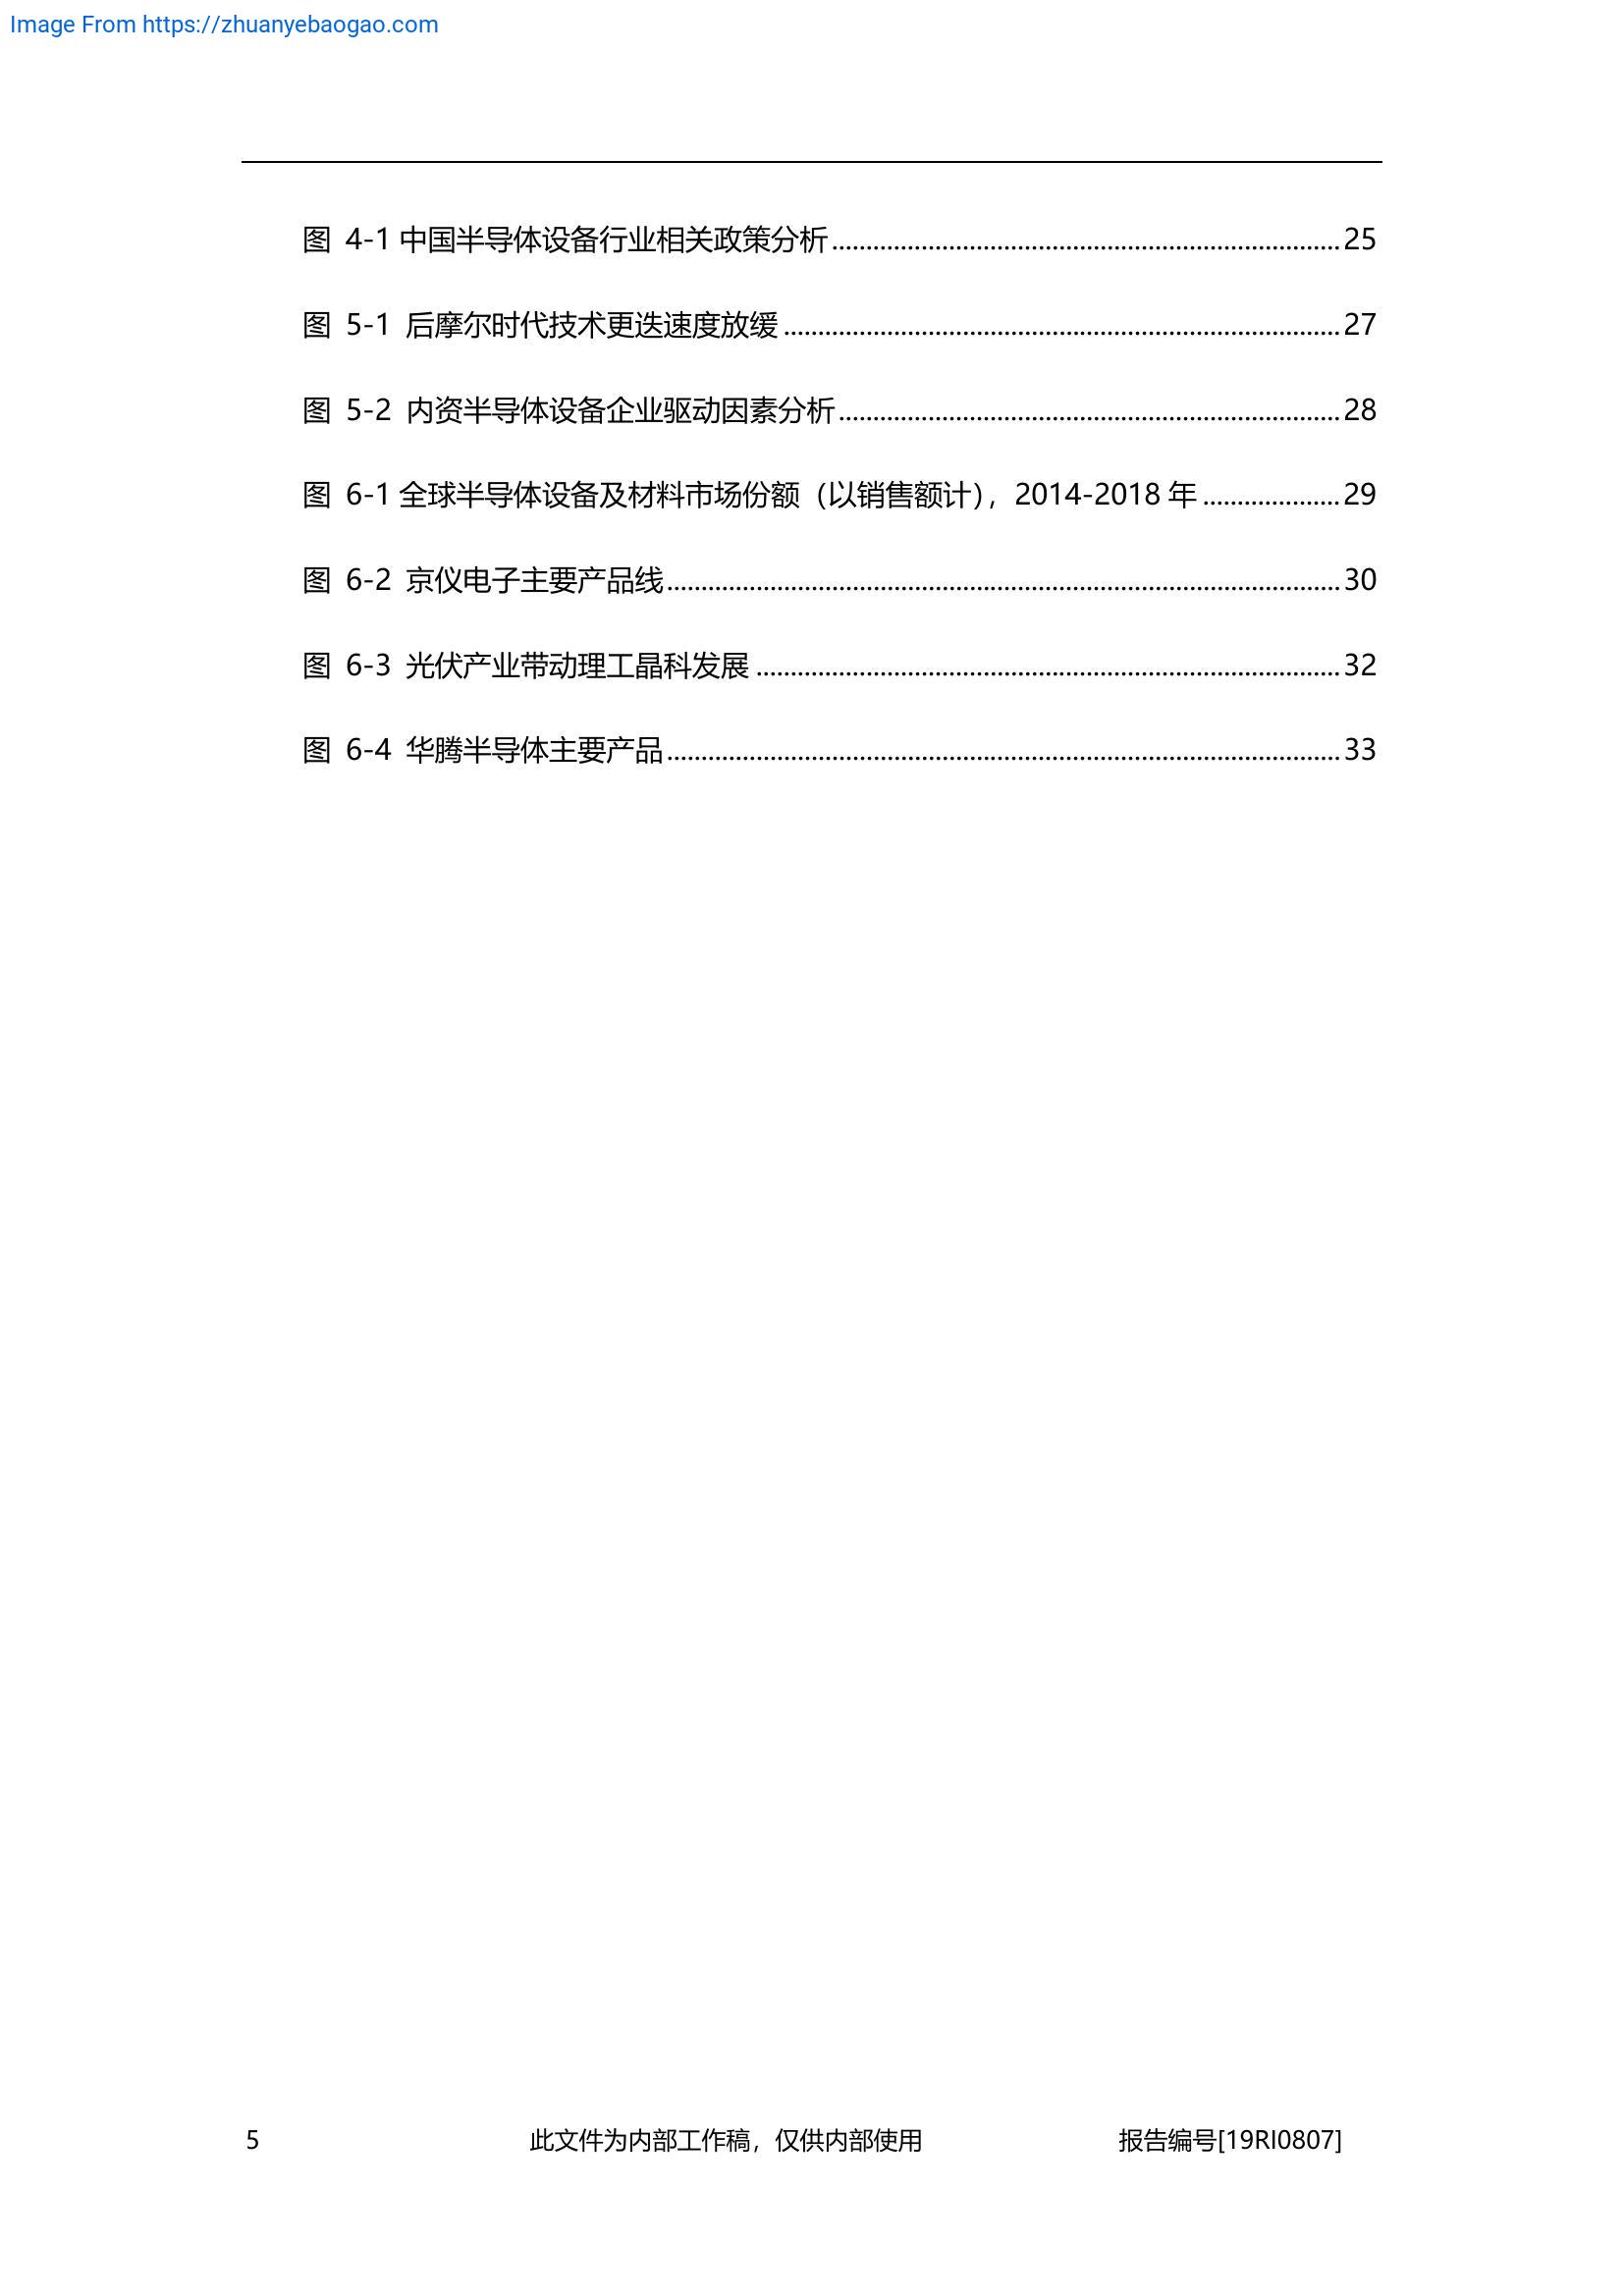 Image From https://zhuanyebaogao.com
图 4-1 中国半导体设备行业相关政策分析........................................................................25
图 5-1 后摩尔时代技术更迭速度放缓................................................................................27
图 5-2 内资半导体设备企业驱动因素分析........................................................................28
图 6-1 全球半导体设备及材料市场份额（以销售额计），2014-2018 年....................29
图 6-2 京仪电子主要产品线................................................................................................30
图 6-3 光伏产业带动理工晶科发展....................................................................................32
图 6-4 华腾半导体主要产品................................................................................................33
5 此文件为内部工作稿，仅供内部使用 报告编号[19RI0807]